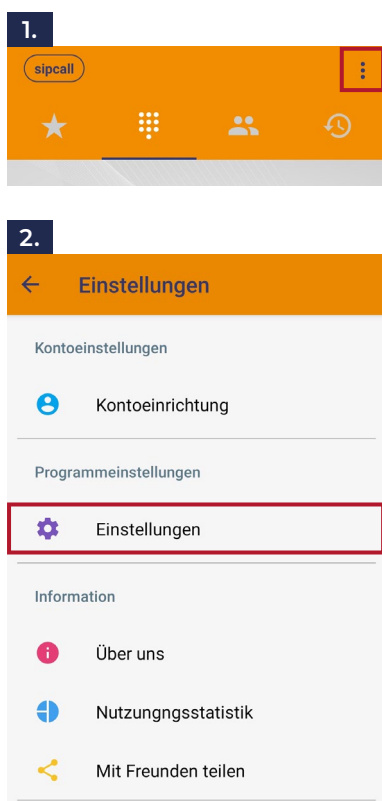 1.
sipcall
2.
Einstellungen
Kontoeinstellungen
Kontoeinrichtung
Programmeinstellungen
Einstellungen
Information
Über uns
Nutzungngsstatistik
Mit Freunden teilen